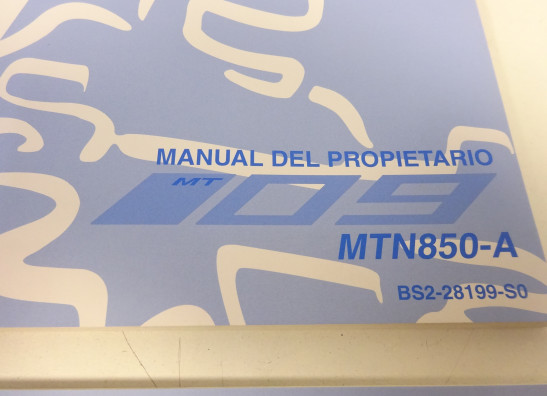 MANUAL DEL PROPIETARIO
MT 09
MTN850-A
BS2-28199-S0